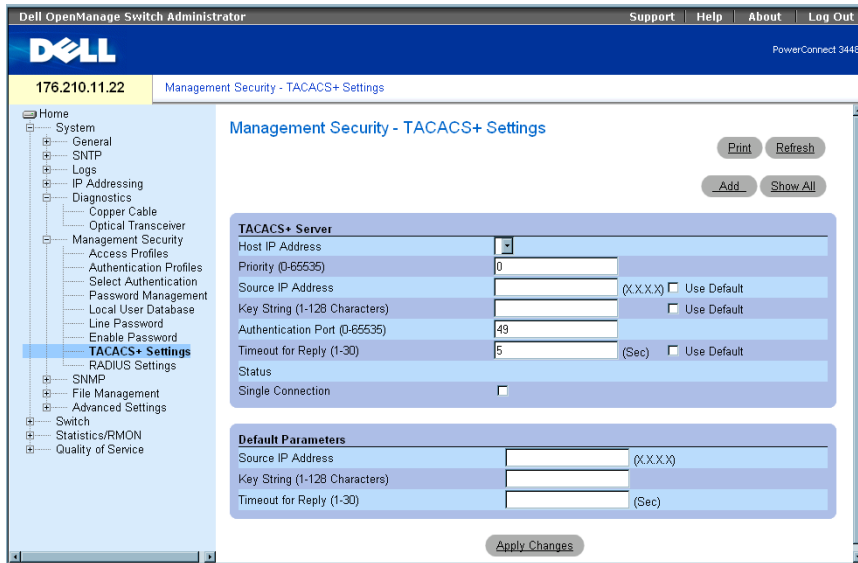 Dell OpenManage Switch Administrator
Support | Help | About | Log Out
DELL
PowerConnect 3448
176.210.11.22
Management Security - TACACS+ Settings
Home
System
General
SNTP
Logs
IP Addressing
Diagnostics
Copper Cable
Optical Transceiver
Management Security
Access Profiles
Authentication Profiles
Select Authentication
Password Management
Local User Database
Line Password
Enable Password
TACACS+ Settings
RADIUS Settings
SNMP
File Management
Advanced Settings
Switch
Statistics/RMON
Quality of Service
Management Security - TACACS+ Settings
Print Refresh
Add Show All
TACACS+ Server
Host IP Address
Priority (0-65535) 0
Source IP Address (X.X.X.X) Use Default
Key String (1-128 Characters) Use Default
Authentication Port (0-65535) 49
Timeout for Reply (1-30) 5 (Sec) Use Default
Status
Single Connection
Default Parameters
Source IP Address (X.X.X.X)
Key String (1-128 Characters)
Timeout for Reply (1-30) (Sec)
Apply Changes